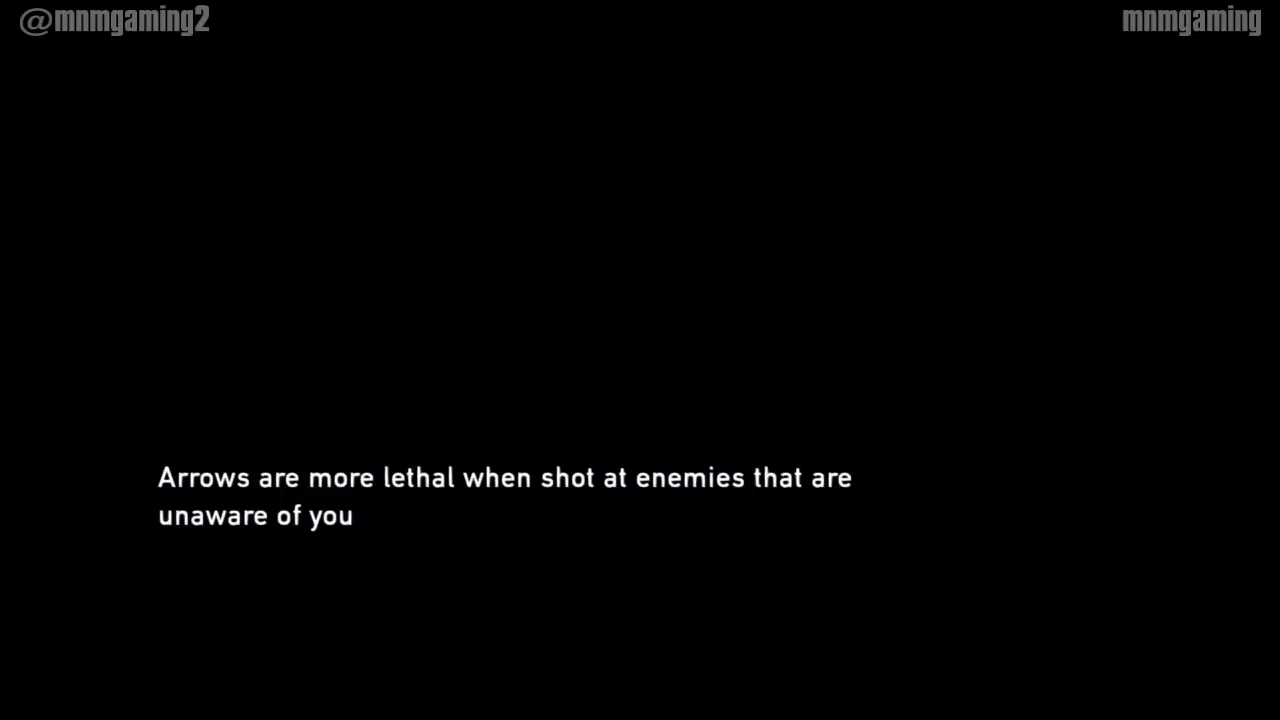 @mnmgaming2
mnmgaming
Arrows are more lethal when shot at enemies that are
unaware of you